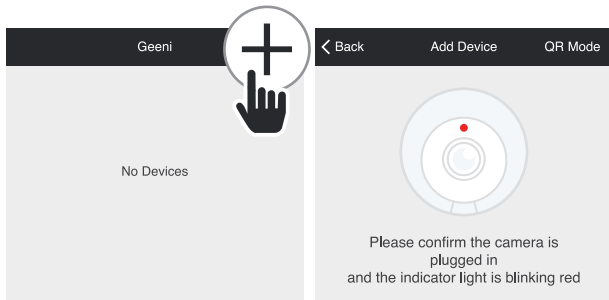 Geeni
No Devices
Back
Add Device
QR Mode
Please confirm the camera is
plugged in
and the indicator light is blinking red